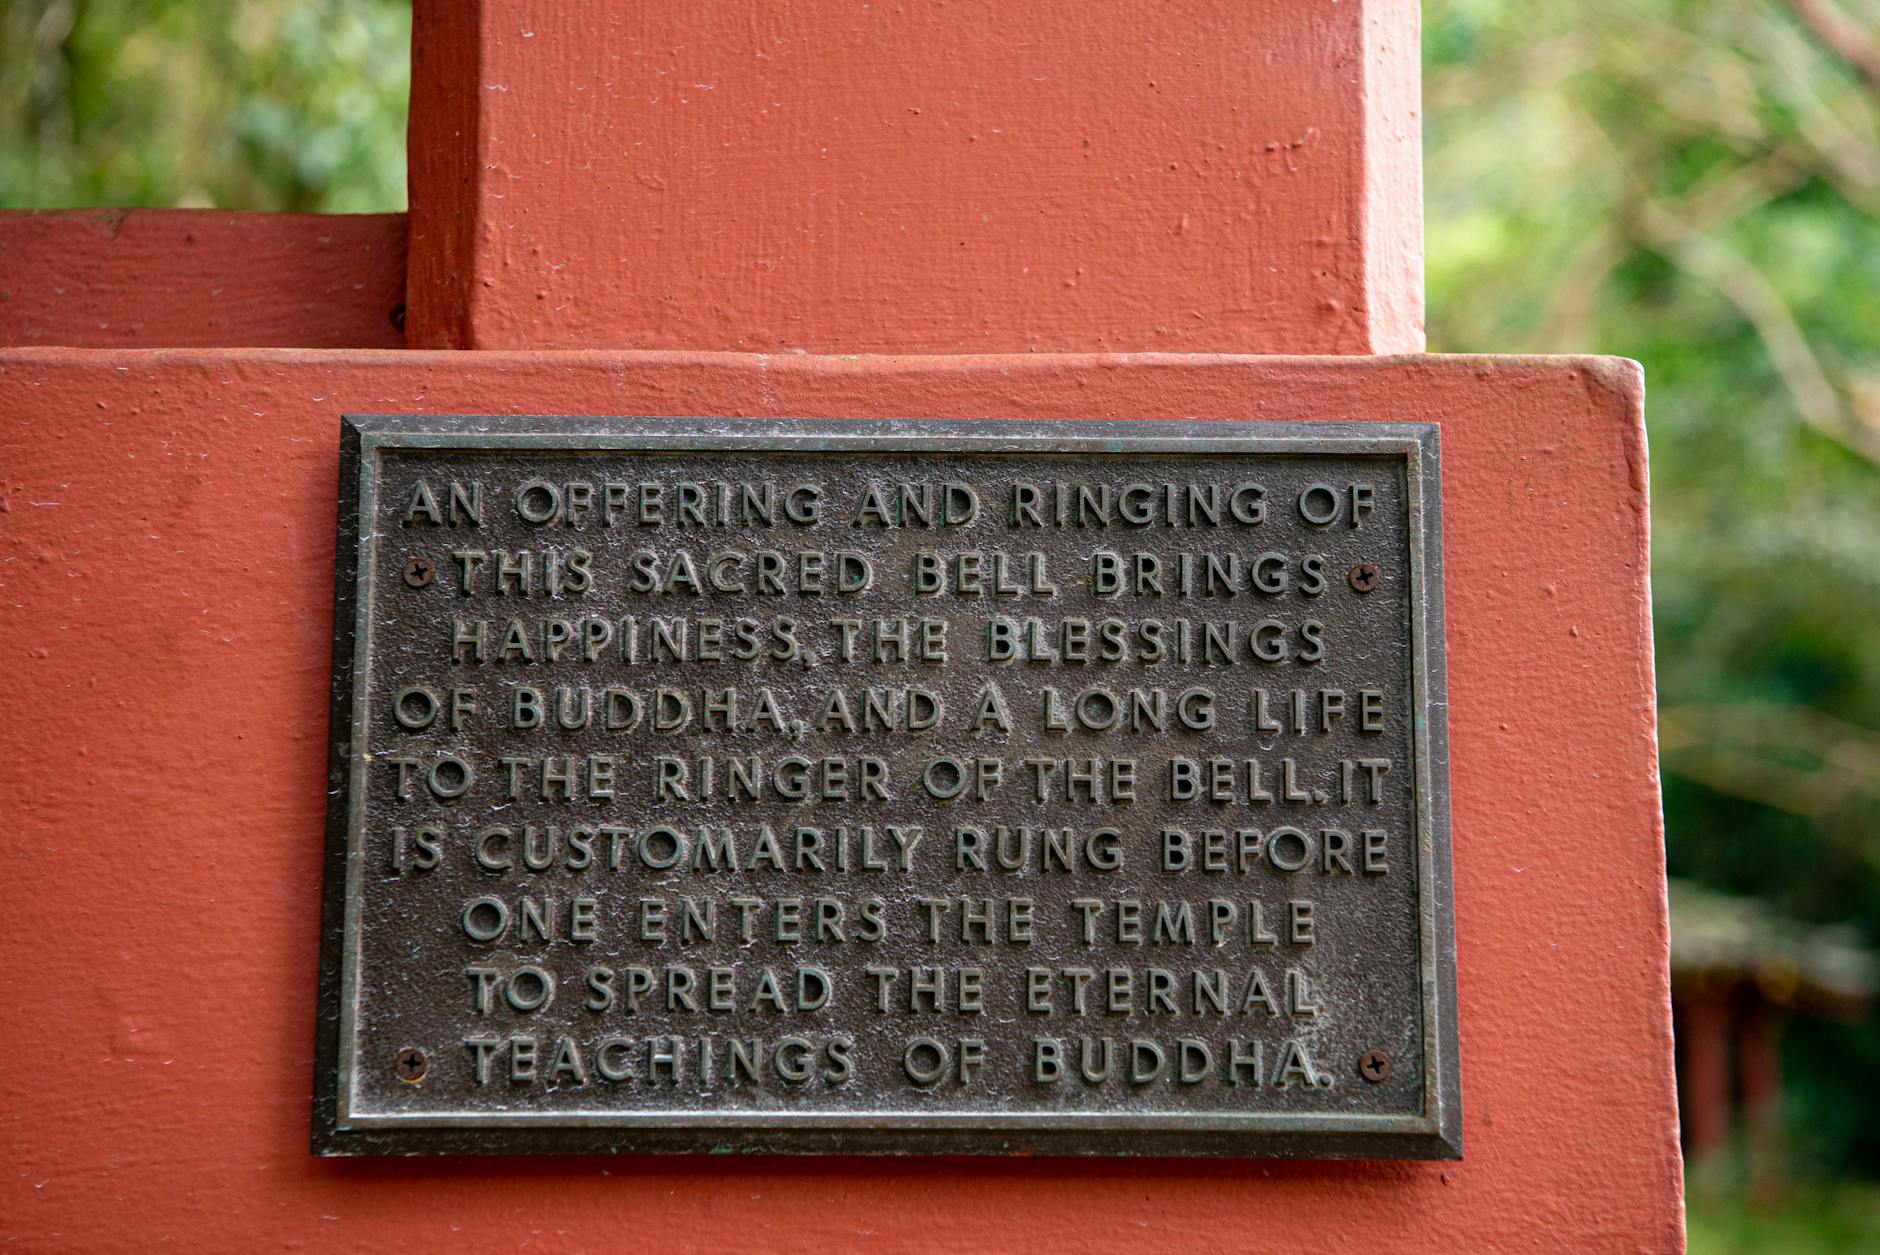 AN OFFERING AND RINGING OF
THIS SACRED BELL BRINGS
HAPPINESS, THE BLESSINGS
OF BUDDHA, AND A LONG LIFE
TO THE RINGER OF THE BELL. IT
IS CUSTOMARILY RUNG BEFORE
ONE ENTERS THE TEMPLE
TO SPREAD THE ETERNAL
TEACHINGS OF BUDDHA.